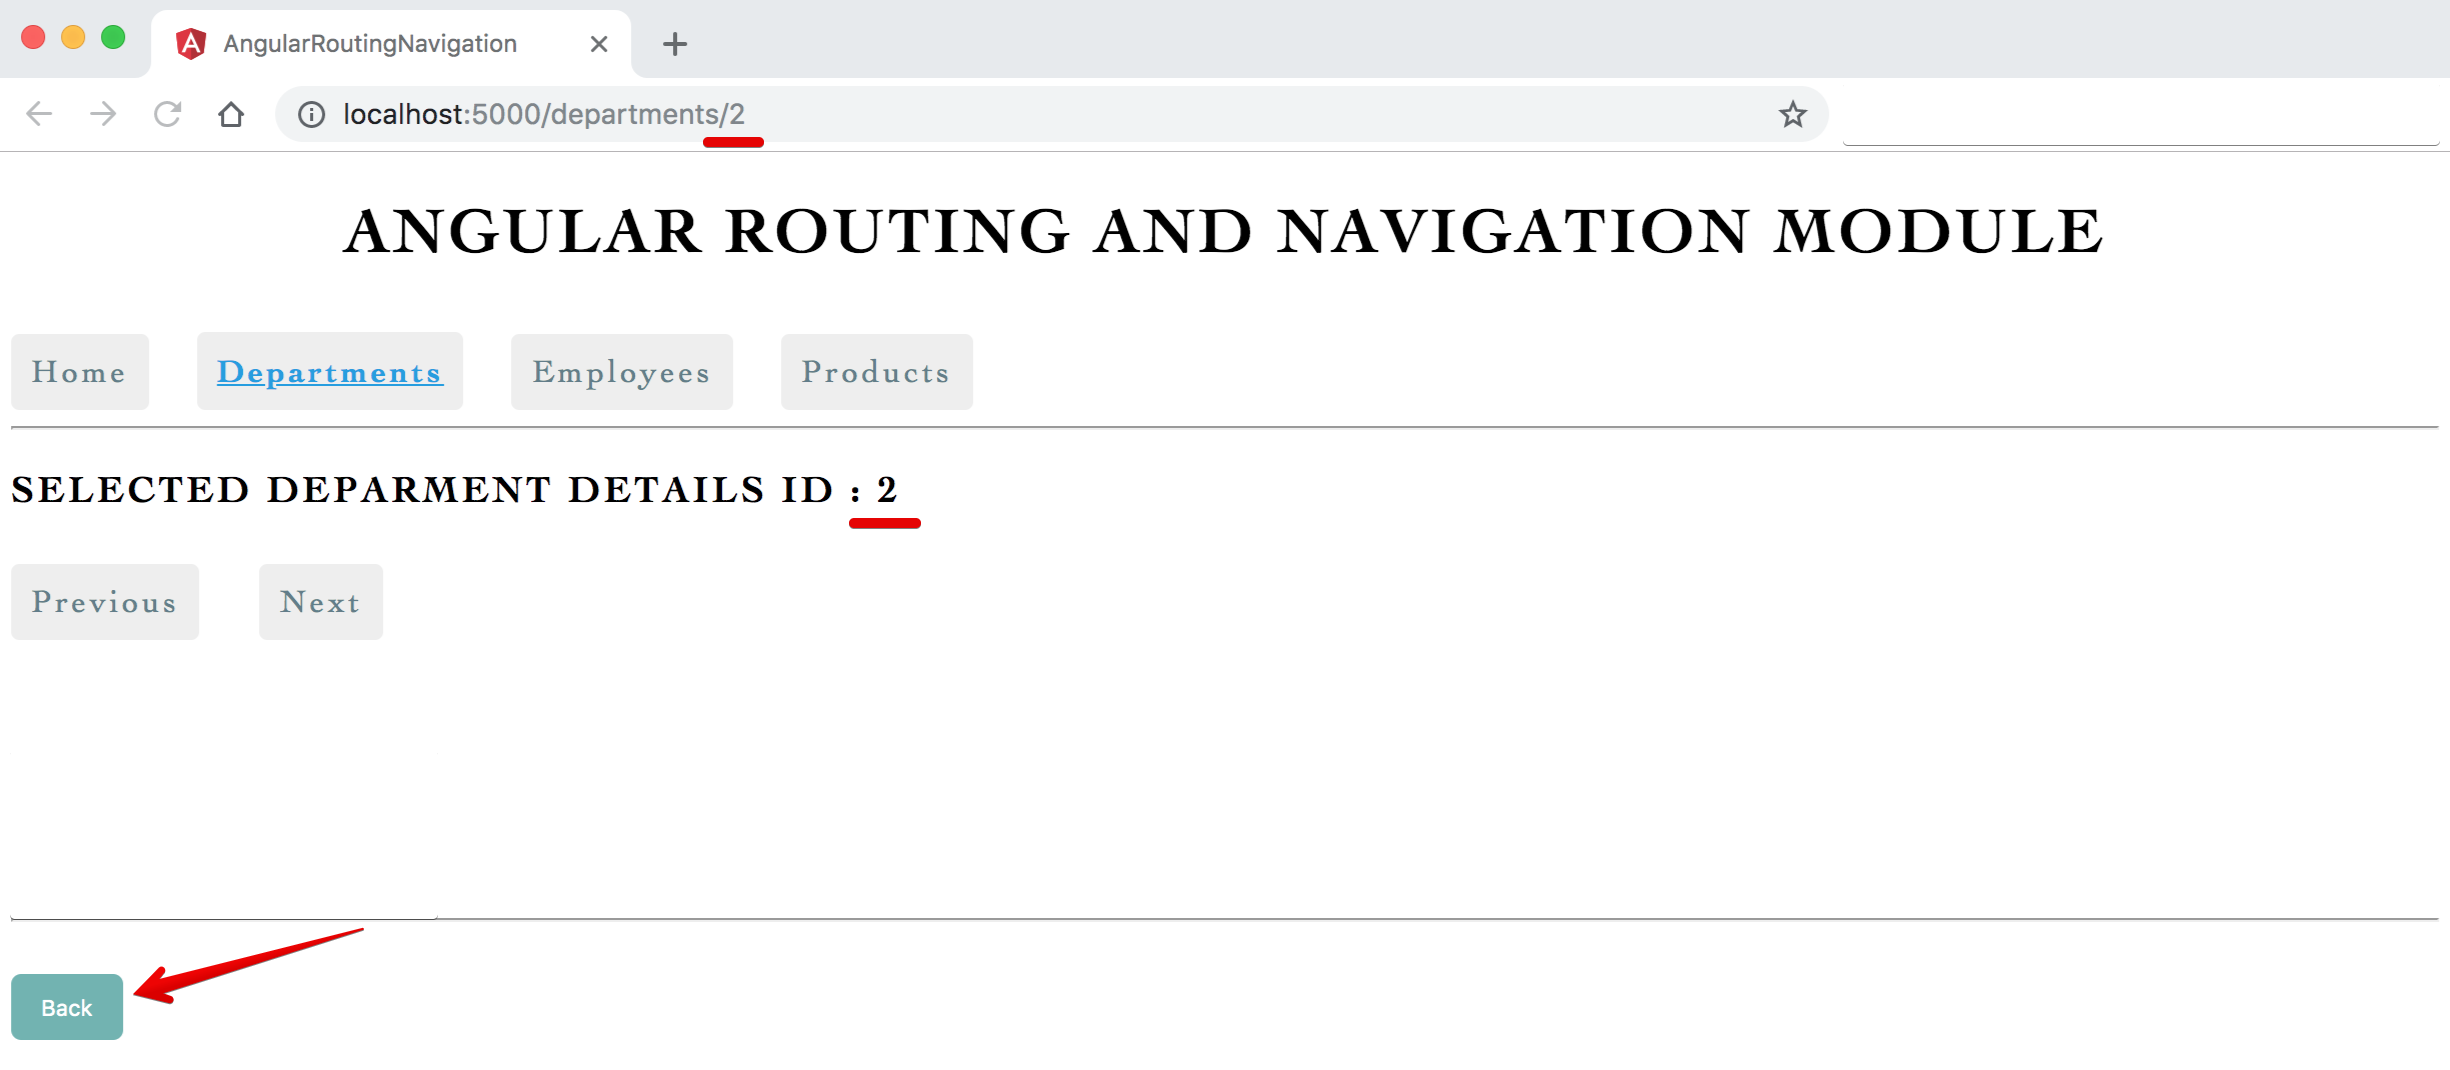 AngularRoutingNavigation
localhost:5000/departments/2
ANGULAR ROUTING AND NAVIGATION MODULE
Home Departments Employees Products
SELECTED DEPARMENT DETAILS ID : 2
Previous Next
Back